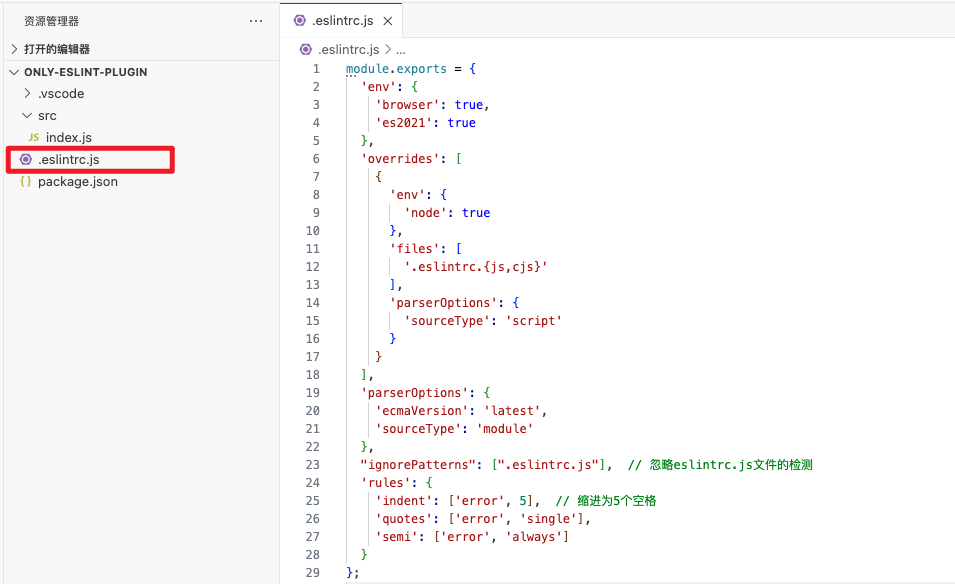 资源管理器
···
打开的编辑器
ONLY-ESLINT-PLUGIN
.vscode
src
JS index.js
.eslintrc.js
{} package.json
.eslintrc.js ×
.eslintrc.js > ...
1 module.exports = {
2   'env': {
3     'browser': true,
4     'es2021': true
5   },
6   'overrides': [
7     {
8       'env': {
9         'node': true
10       },
11       'files': [
12         '.eslintrc.{js,cjs}'
13       ],
14       'parserOptions': {
15         'sourceType': 'script'
16       }
17     }
18   ],
19   'parserOptions': {
20     'ecmaVersion': 'latest',
21     'sourceType': 'module'
22   },
23   "ignorePatterns": [".eslintrc.js"],  // 忽略eslintrc.js文件的检测
24   'rules': {
25     'indent': ['error', 5],  // 缩进为5个空格
26     'quotes': ['error', 'single'],
27     'semi': ['error', 'always']
28   }
29 };